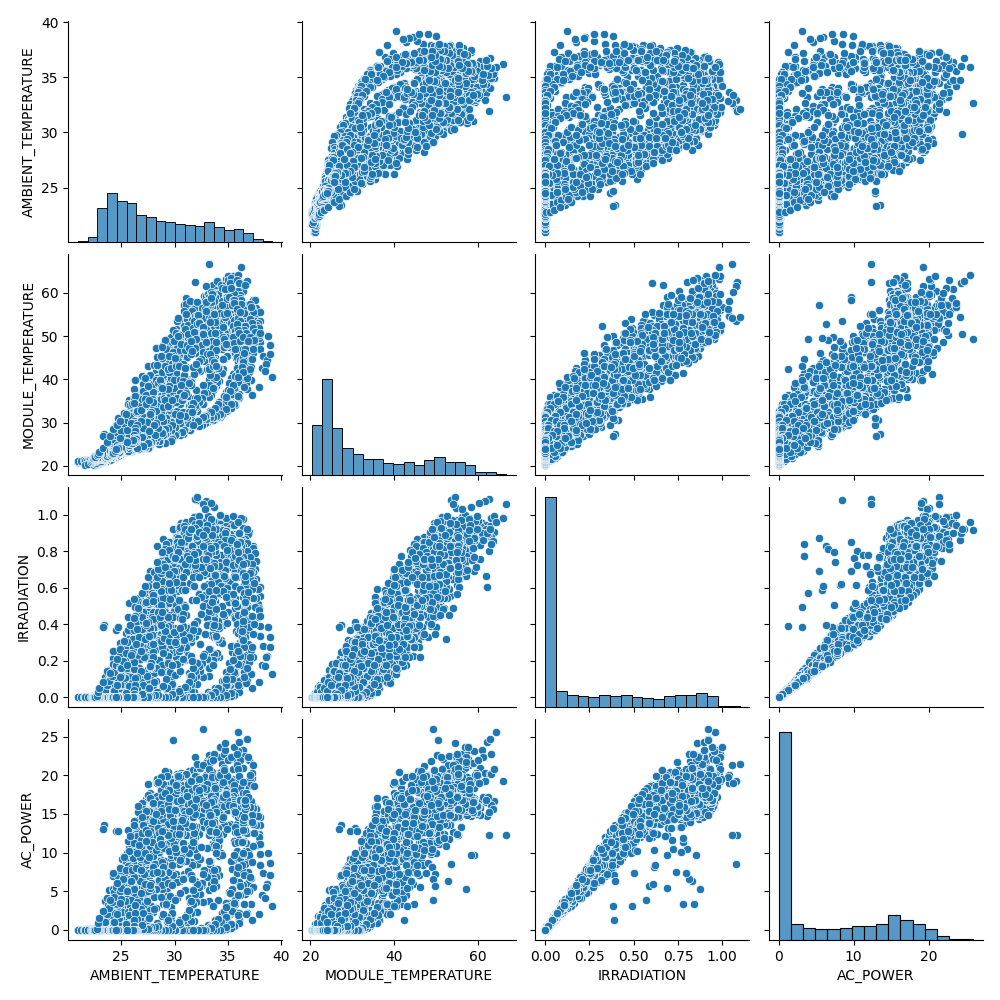 40
35
30
25
AMBIENT_TEMPERATURE
60
50
40
30
20
MODULE_TEMPERATURE
1.0
0.8
0.6
0.4
0.2
0.0
IRRADIATION
25
20
15
10
5
0
AC_POWER
25 30 35 40
AMBIENT_TEMPERATURE
20 40 60
MODULE_TEMPERATURE
0.00 0.25 0.50 0.75 1.00
IRRADIATION
0 10 20
AC_POWER